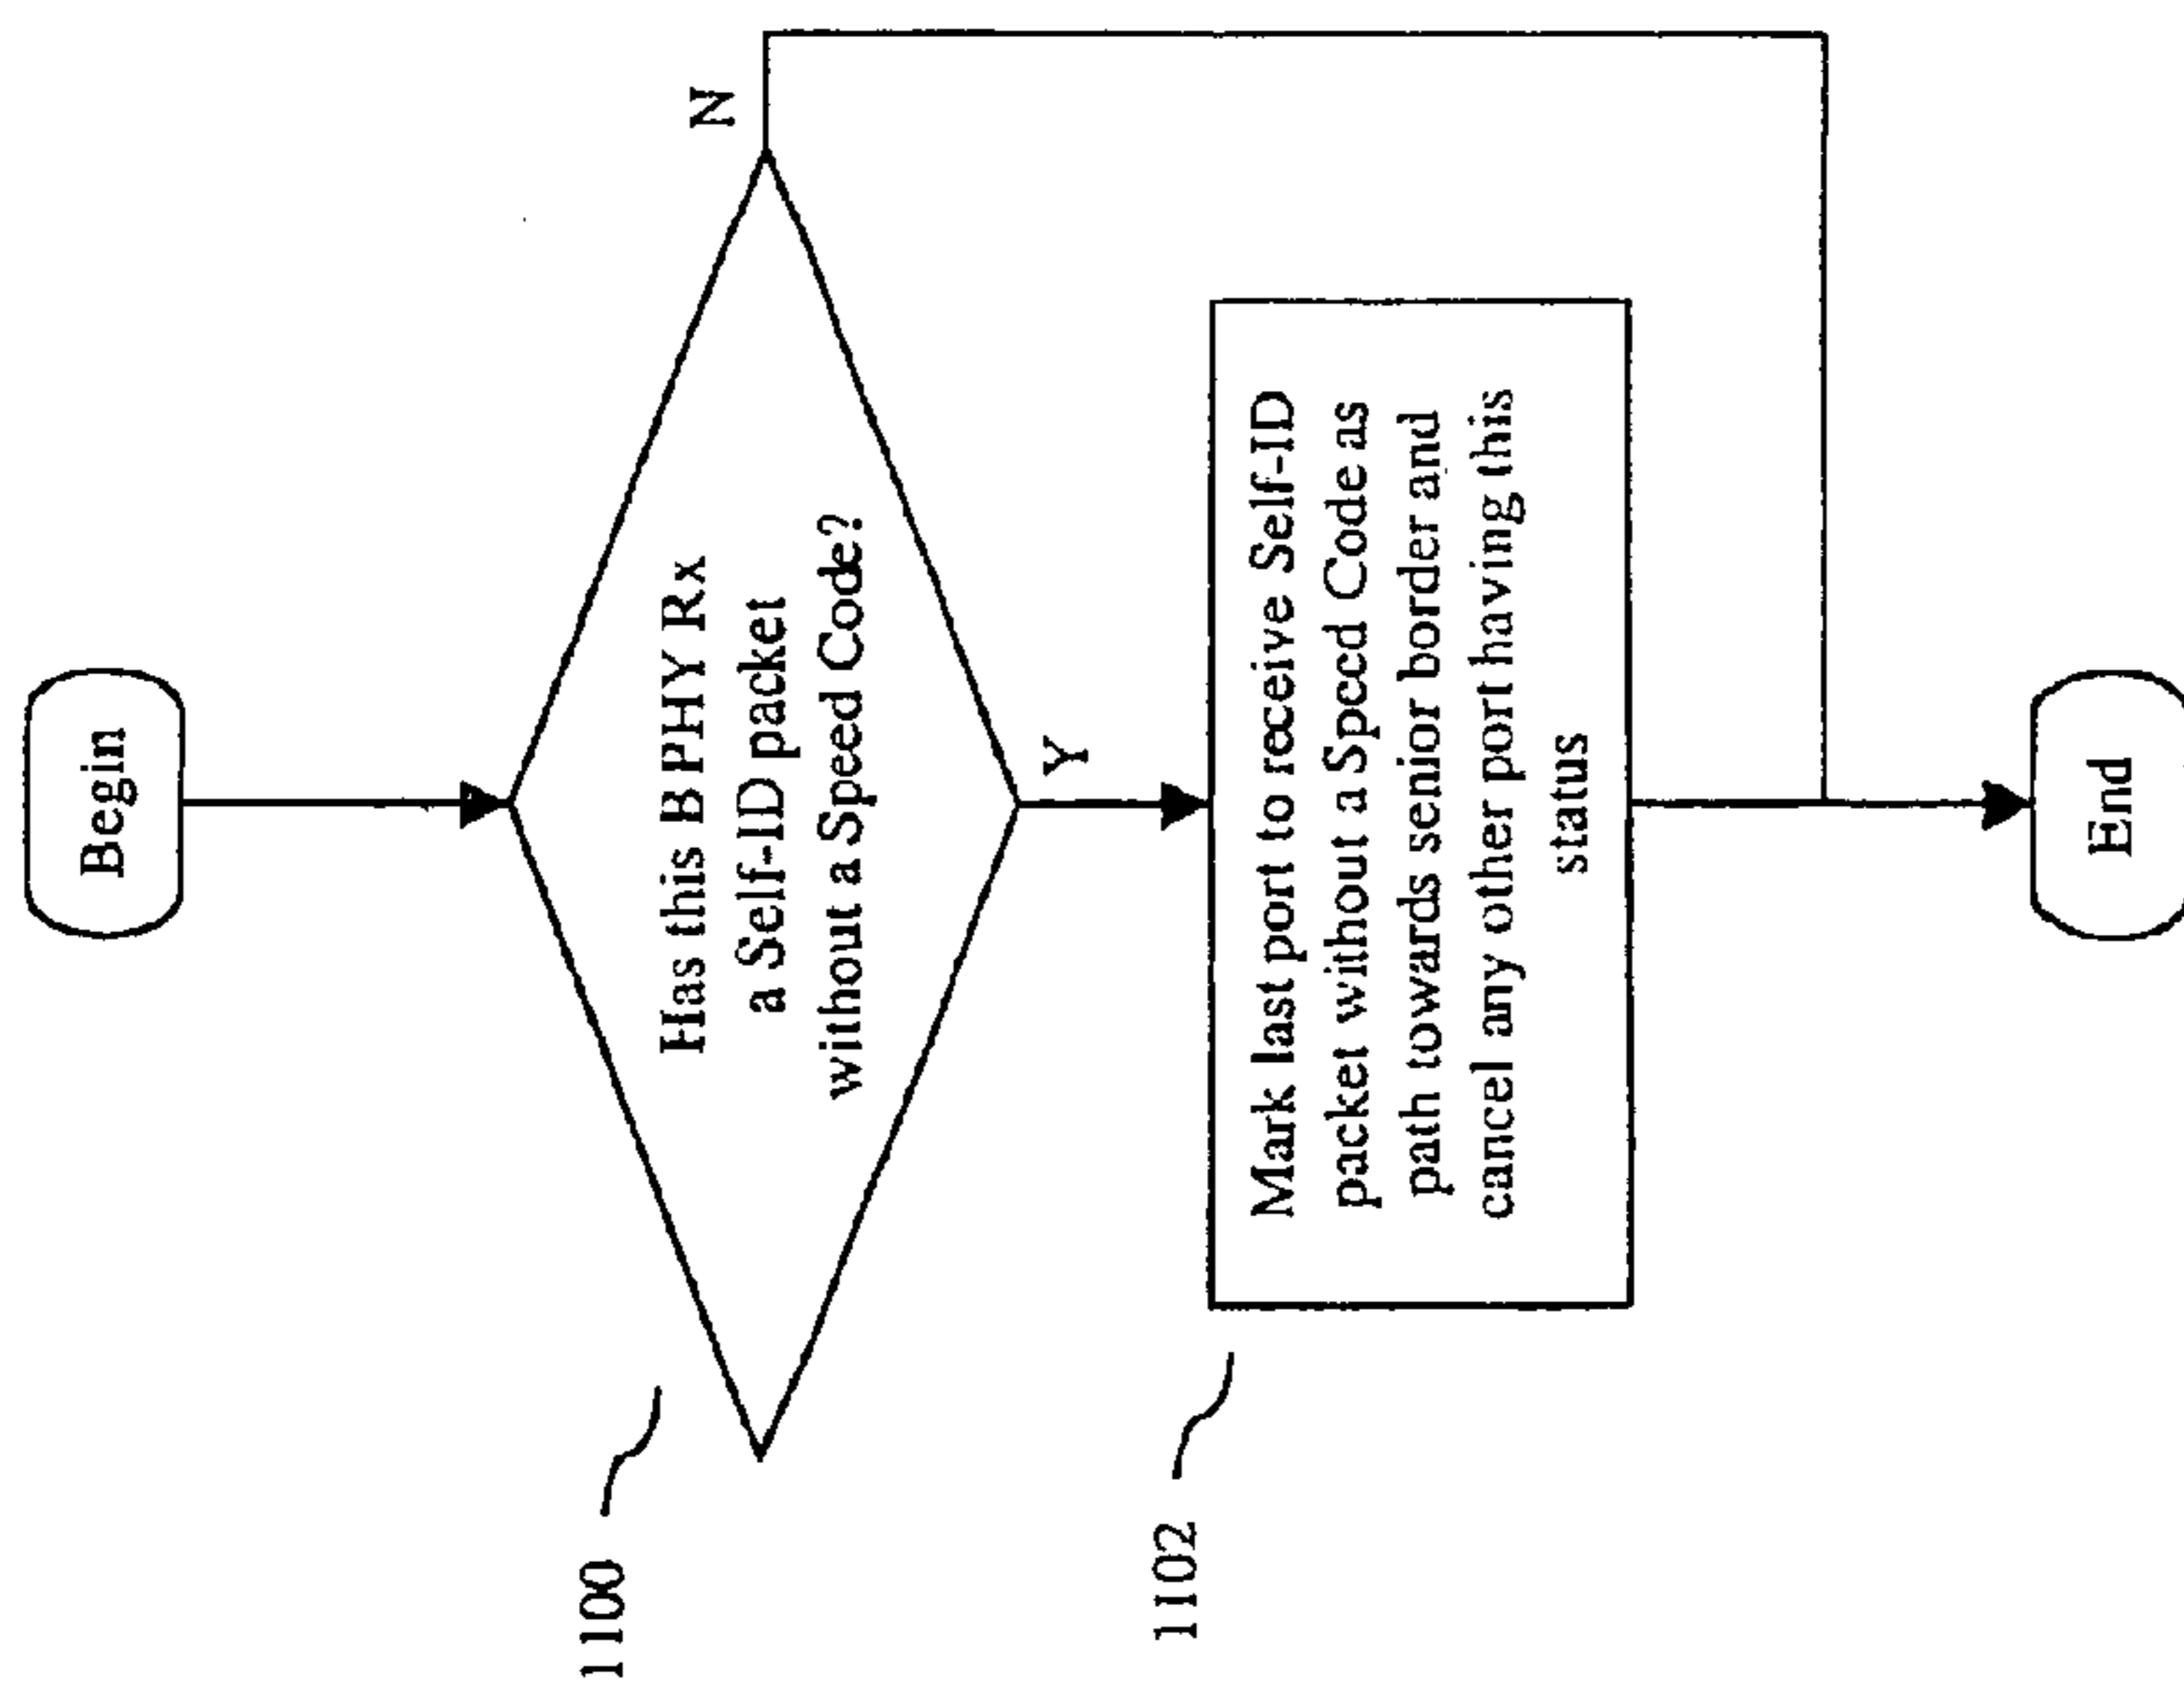 Begin
1100
Has this B PHY Rx
a Self-ID packet
without a Speed Code?
N
Y
1102
Mark last port to receive Self-ID
packet without a Speed Code as
path towards senior border and
cancel any other port having this
status
End